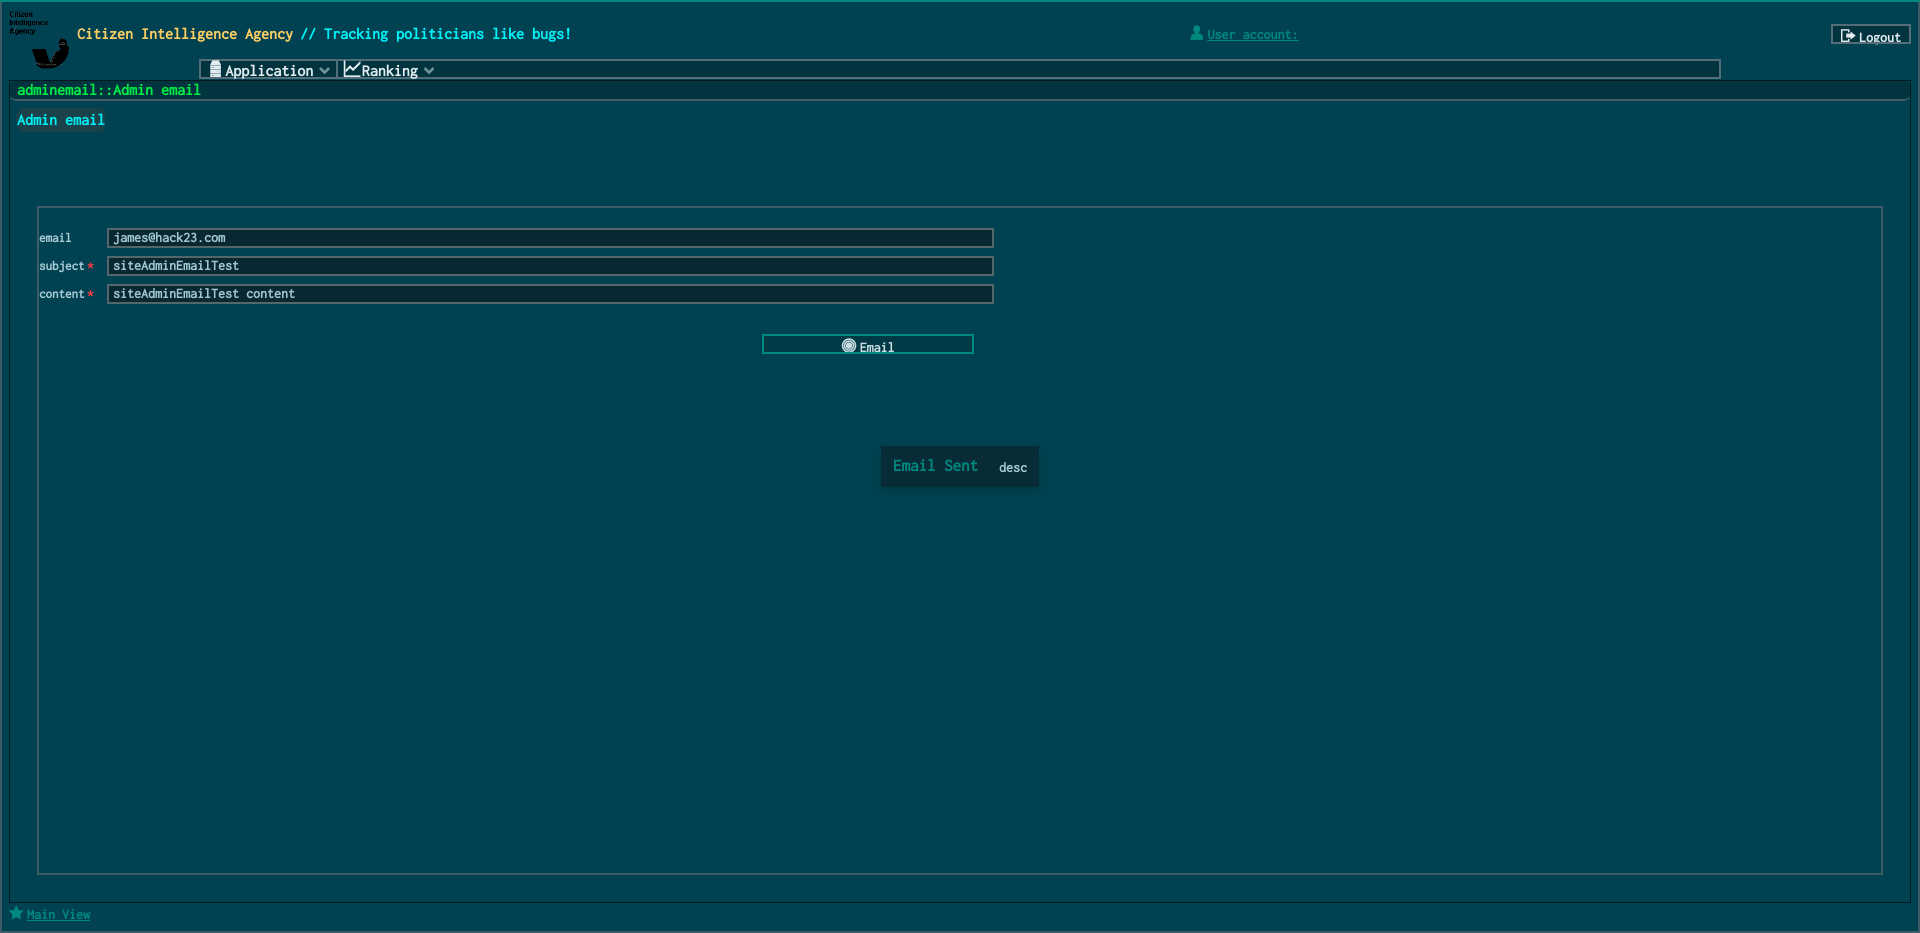 Citizen
Intelligence
Agency
Citizen Intelligence Agency // Tracking politicians like bugs!
User account:
Logout
Application
Ranking
adminemail::Admin email
Admin email
email james@hack23.com
subject* siteAdminEmailTest
content* siteAdminEmailTest content
Email
Email Sent desc
Main View